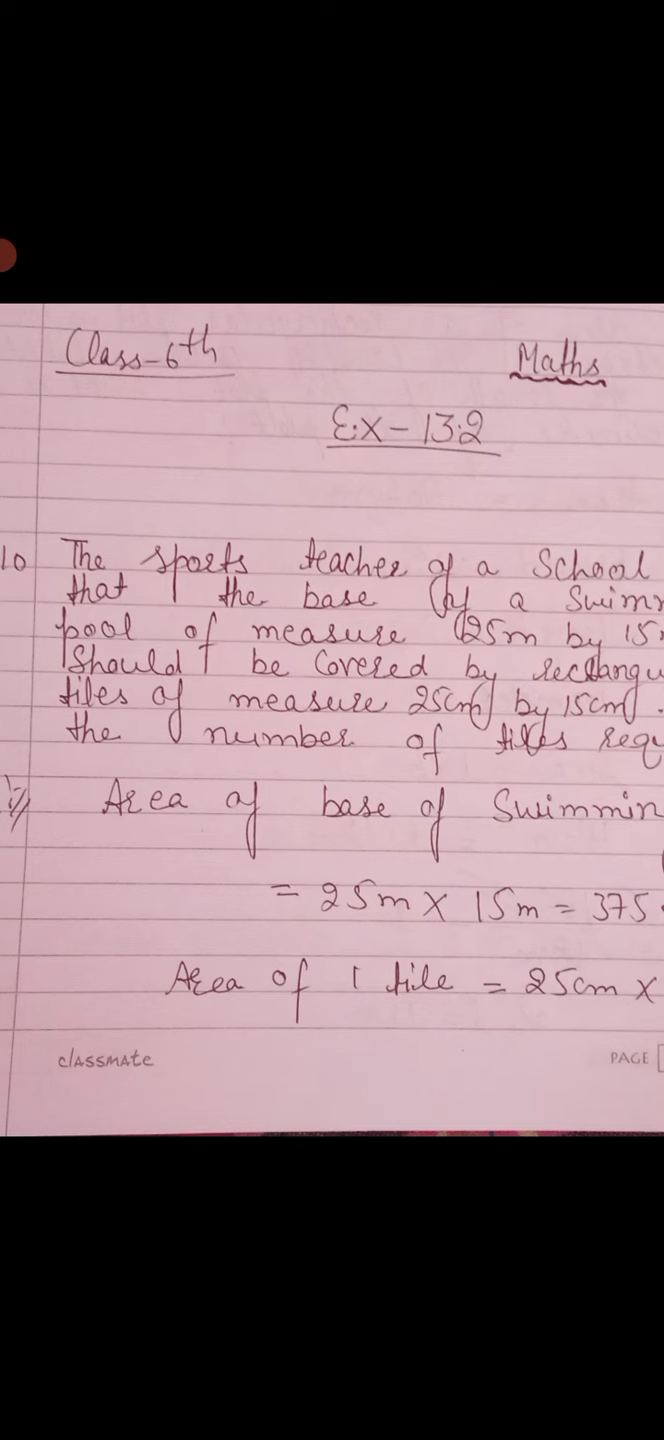 Class-6th
Maths
Ex-13.2
10 The sports teacher of a School
that the base of a Swimm
pool of measure 25m by 15m
Should be Covered by rectangu
tiles of measure 25cm by 15cm.
the number of tiles requ
Area of base of Swimmin
= 25m X 15m = 375
Area of 1 tile = 25cm X
classmate
PAGE